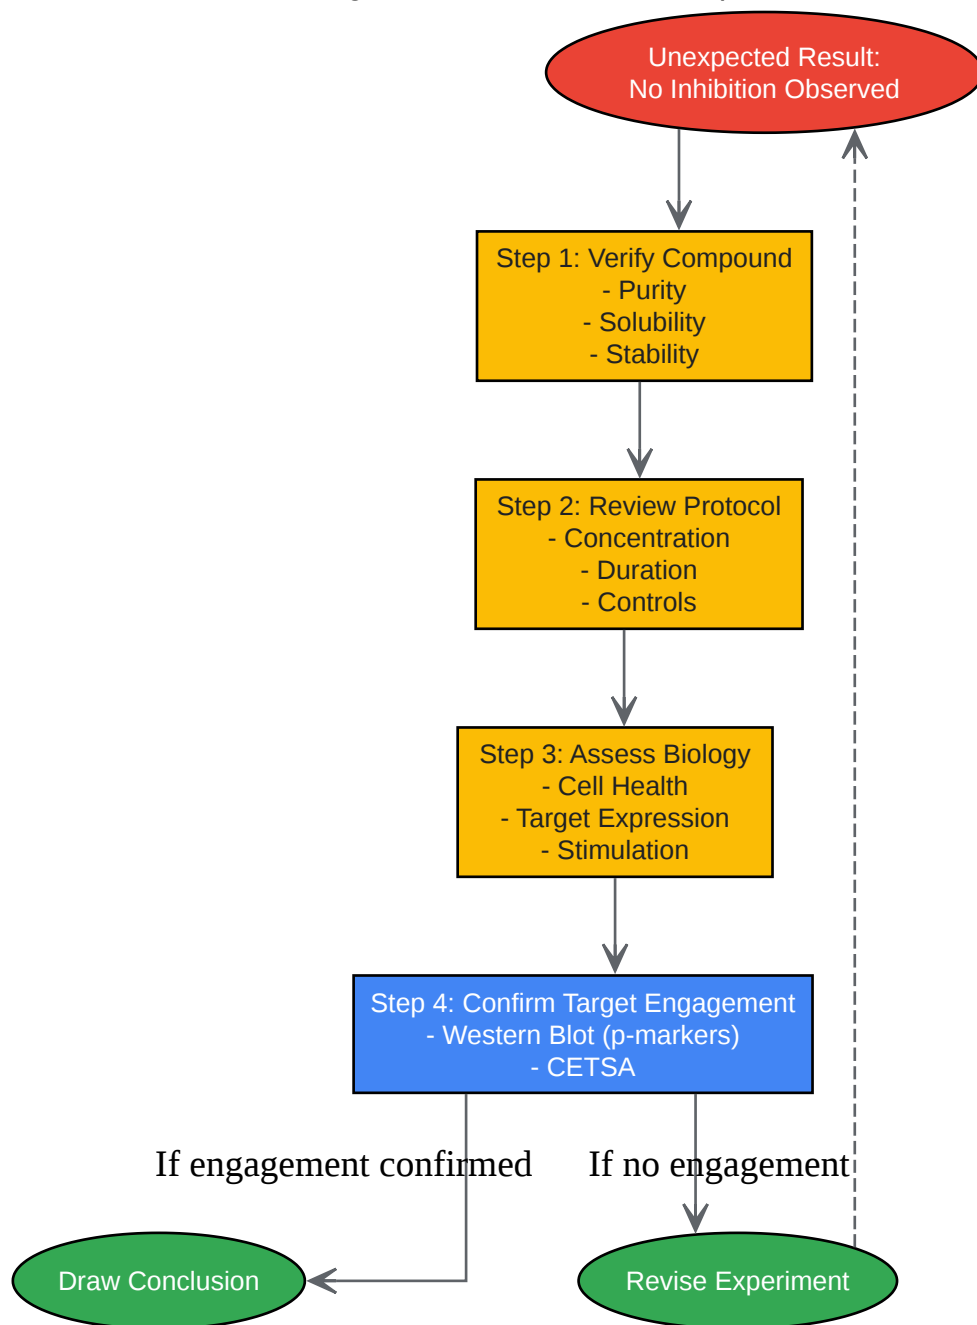 Unexpected Result:
No Inhibition Observed
Step 1: Verify Compound
- Purity
- Solubility
- Stability
Step 2: Review Protocol
- Concentration
- Duration
- Controls
Step 3: Assess Biology
- Cell Health
- Target Expression
- Stimulation
Step 4: Confirm Target Engagement
- Western Blot (p-markers)
- CETSA
If engagement confirmed
If no engagement
Draw Conclusion
Revise Experiment